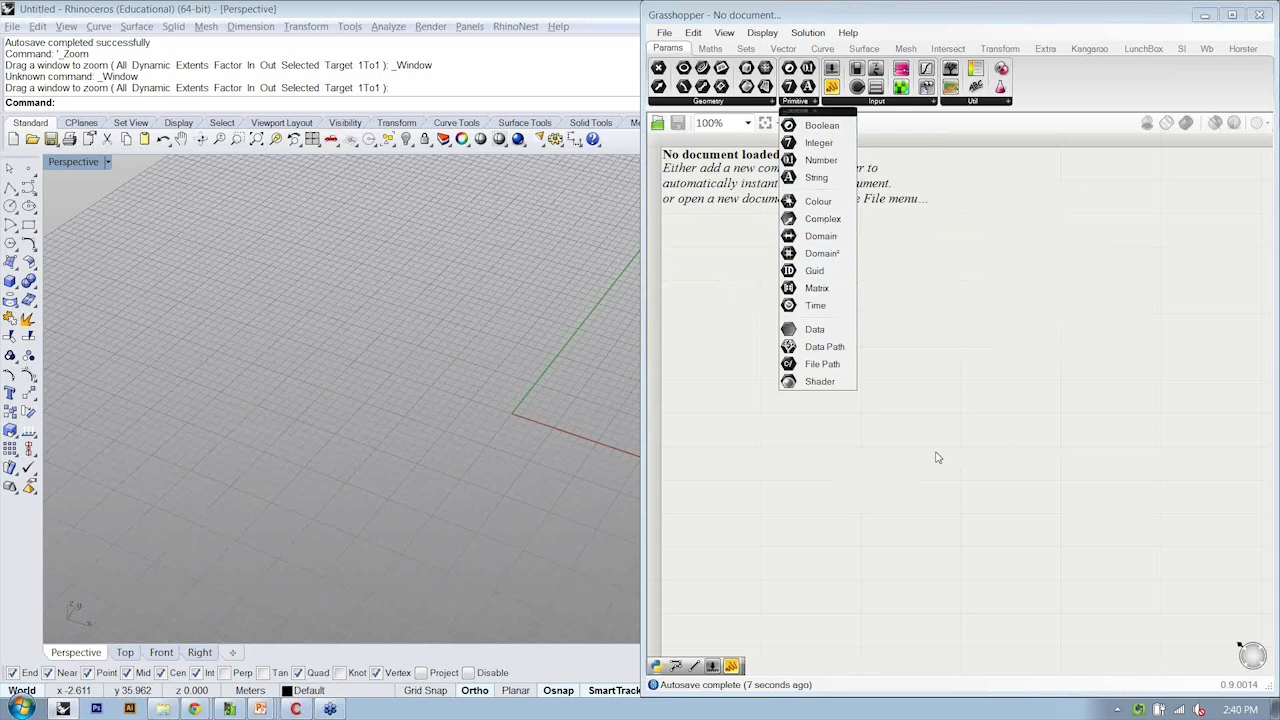 Untitled - Rhinoceros (Educational) (64-bit) - [Perspective]
File Edit View Curve Surface Solid Mesh Dimension Transform Tools Analyze Render Panels RhinoNest Help
Autosave completed successfully
Command: '_Zoom
Drag a window to zoom ( All Dynamic Extents Factor In Out Selected Target 1To1 ): _Window
Unknown command: _Window
Drag a window to zoom ( All Dynamic Extents Factor In Out Selected Target 1To1 ):
Command:
Standard CPlanes Set View Display Select Viewport Layout Visibility Transform Curve Tools Surface Tools Solid Tools
Perspective
z y
x
Perspective Top Front Right
End Near Point Mid Cen Int Perp Tan Quad Knot Vertex Project Disable
World x -2.611 y 35.962 z 0.000 Meters Default Grid Snap Ortho Planar Osnap SmartTrack
Grasshopper - No document...
File Edit View Display Solution Help
Params Maths Sets Vector Curve Surface Mesh Intersect Transform Extra Kangaroo LunchBox SI Wb Horster
Geometry Primitive Input Util
100%
No document loaded
Either add a new com er to
automatically instant ument.
or open a new docum e File menu...
Boolean
Integer
Number
String
Colour
Complex
Domain
Domain²
Guid
Matrix
Time
Data
Data Path
File Path
Shader
Autosave complete (7 seconds ago)
0.9.0014
2:40 PM